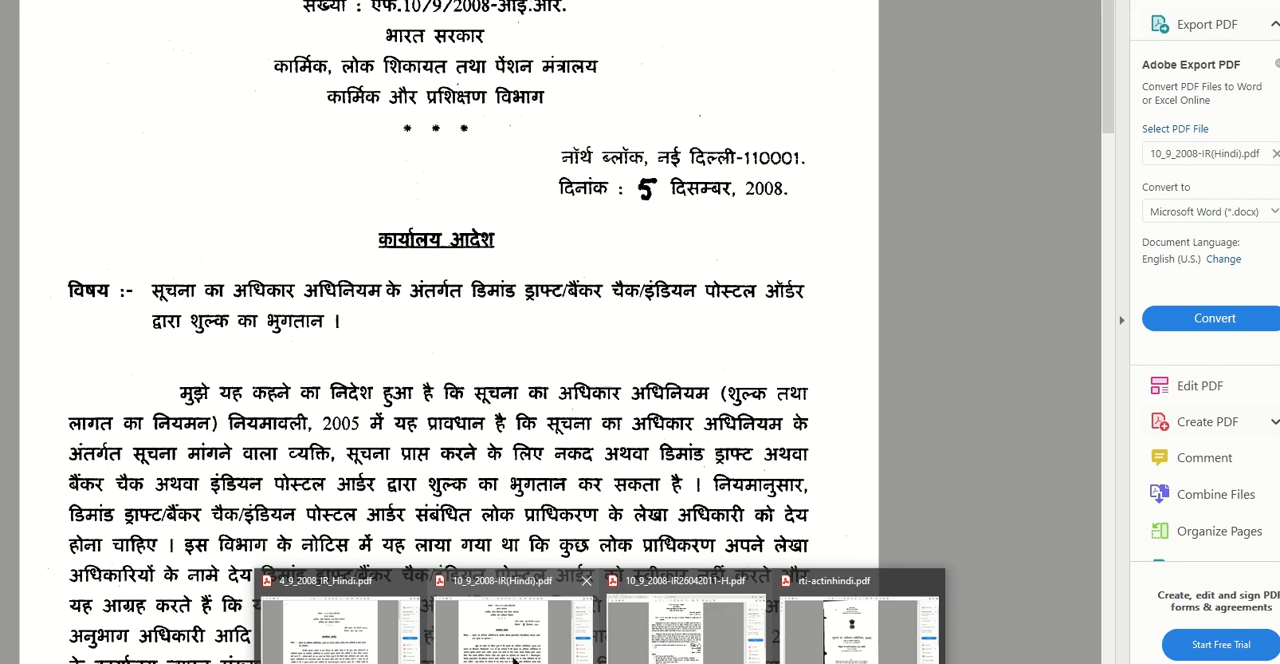 संख्या : एफ.10/9/2008-आई.आर.
भारत सरकार
कार्मिक, लोक शिकायत तथा पेंशन मंत्रालय
कार्मिक और प्रशिक्षण विभाग
* * *
नॉर्थ ब्लॉक, नई दिल्ली-110001.
दिनांक : 5 दिसम्बर, 2008.
कार्यालय आदेश
विषय :- सूचना का अधिकार अधिनियम के अंतर्गत डिमांड ड्राफ्ट/बैंकर चैक/इंडियन पोस्टल ऑर्डर
द्वारा शुल्क का भुगतान ।
मुझे यह कहने का निदेश हुआ है कि सूचना का अधिकार अधिनियम (शुल्क तथा
लागत का नियमन) नियमावली, 2005 में यह प्रावधान है कि सूचना का अधिकार अधिनियम के
अंतर्गत सूचना मांगने वाला व्यक्ति, सूचना प्राप्त करने के लिए नकद अथवा डिमांड ड्राफ्ट अथवा
बैंकर चैक अथवा इंडियन पोस्टल आर्डर द्वारा शुल्क का भुगतान कर सकता है । नियमानुसार,
डिमांड ड्राफ्ट/बैंकर चैक/इंडियन पोस्टल आर्डर संबंधित लोक प्राधिकरण के लेखा अधिकारी को देय
होना चाहिए । इस विभाग के नोटिस में यह लाया गया था कि कुछ लोक प्राधिकरण अपने लेखा
अधिकारियों के नामे देय डिमांड ड्राफ्ट/बैंकर चैक/इंडियन पोस्टल आर्डर को स्वीकार नहीं करते और
यह आग्रह करते हैं कि
अनुभाग अधिकारी आदि
4_9_2008_IR_Hindi.pdf
10_9_2008-IR(Hindi).pdf
10_9_2008-IR26042011-H.pdf
rti-actinhindi.pdf
Export PDF
Adobe Export PDF
Convert PDF Files to Word
or Excel Online
Select PDF File
10_9_2008-IR(Hindi).pdf
Convert to
Microsoft Word (*.docx)
Document Language:
English (U.S.) Change
Convert
Edit PDF
Create PDF
Comment
Combine Files
Organize Pages
Create, edit and sign PDF
forms & agreements
Start Free Trial